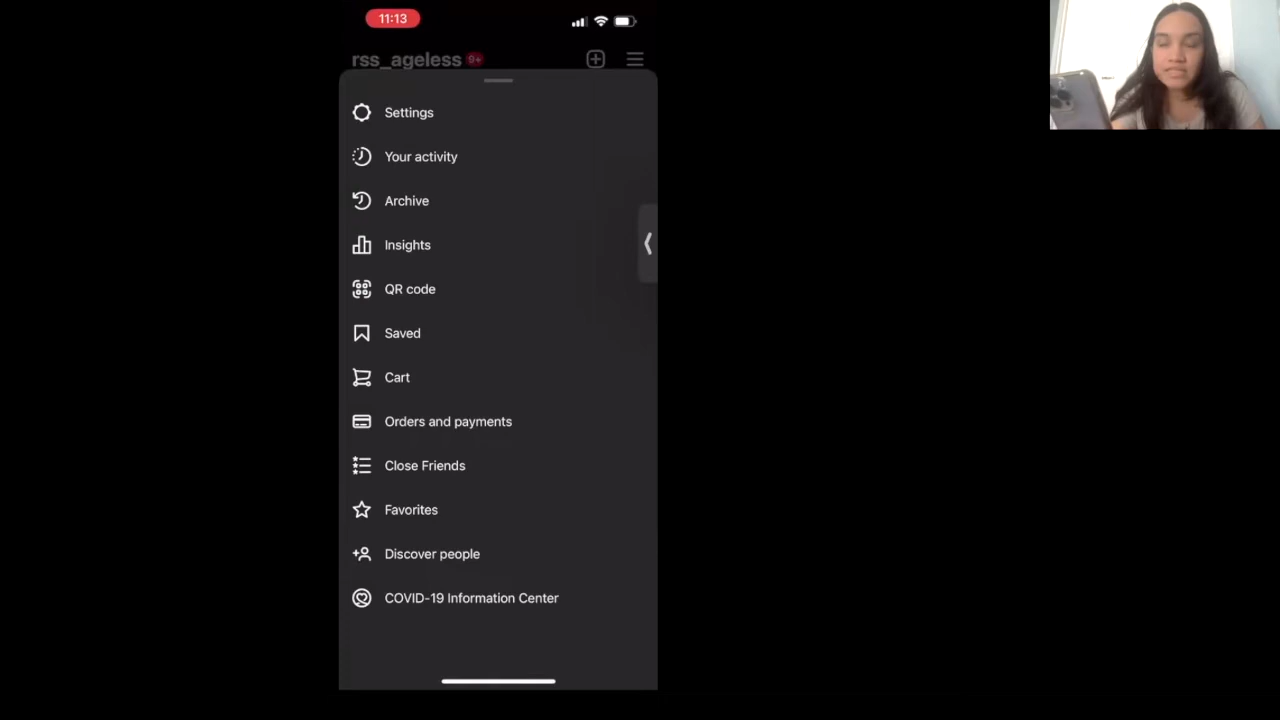 11:13
rss_ageless 9+
Settings
Your activity
Archive
Insights
QR code
Saved
Cart
Orders and payments
Close Friends
Favorites
Discover people
COVID-19 Information Center